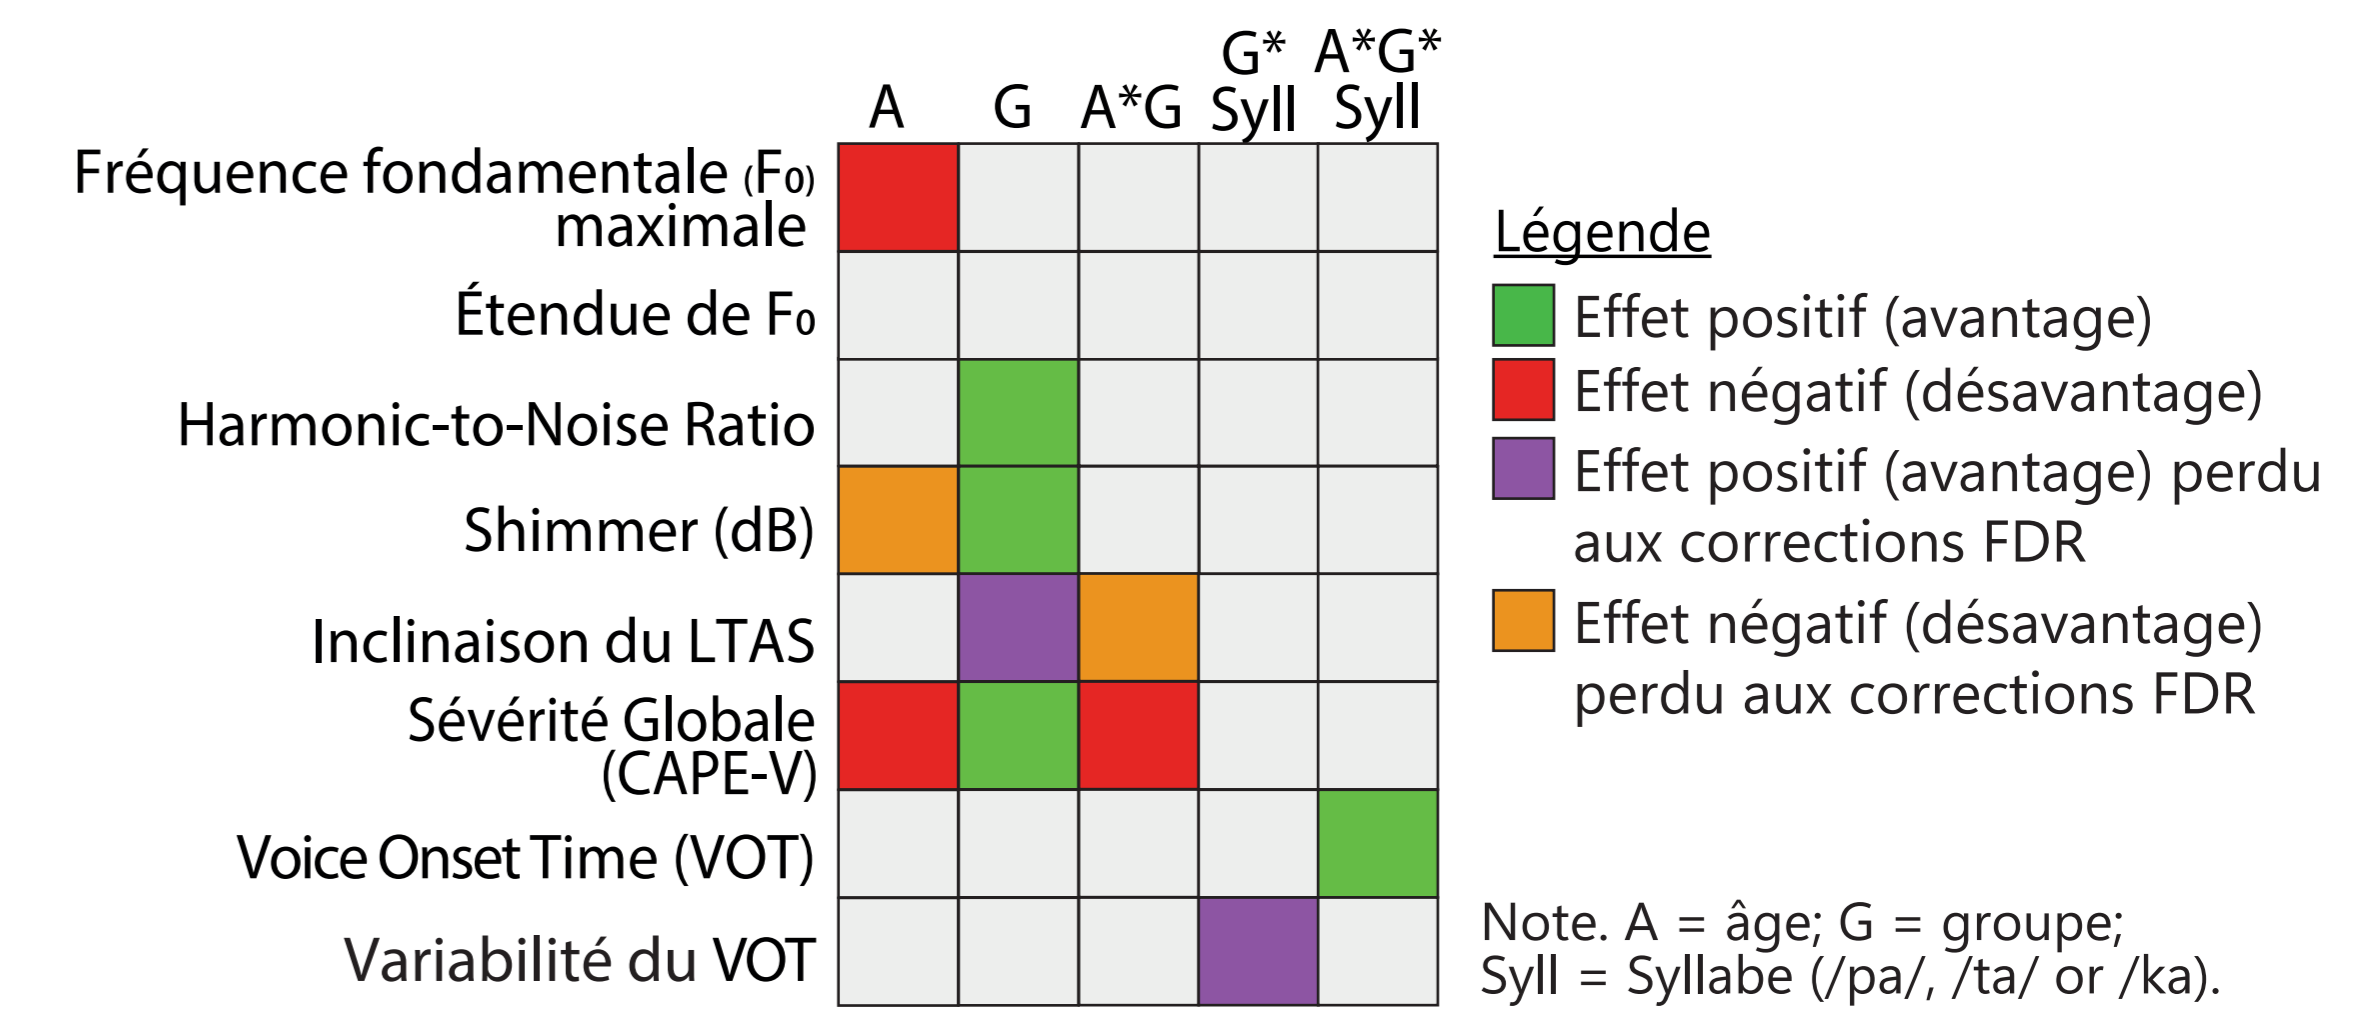 G* A*G*
A G A*G Syll Syll
Fréquence fondamentale (F0)
maximale
Étendue de F0
Harmonic-to-Noise Ratio
Shimmer (dB)
Inclinaison du LTAS
Sévérité Globale
(CAPE-V)
Voice Onset Time (VOT)
Variabilité du VOT
Légende
Effet positif (avantage)
Effet négatif (désavantage)
Effet positif (avantage) perdu
aux corrections FDR
Effet négatif (désavantage)
perdu aux corrections FDR
Note. A = âge; G = groupe;
Syll = Syllabe (/pa/, /ta/ or /ka).